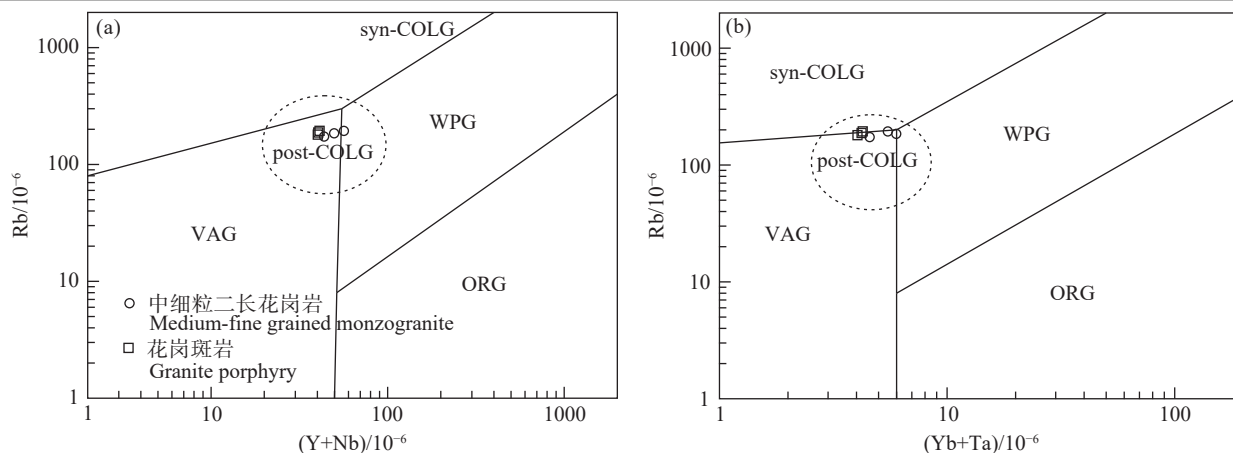 (a)
syn-COLG
WPG
post-COLG
VAG
ORG
中细粒二长花岗岩
Medium-fine grained monzogranite
花岗斑岩
Granite porphyry
1000
100
10
1
Rb/10⁻⁶
1 10 100 1000
(Y+Nb)/10⁻⁶
(b)
syn-COLG
WPG
post-COLG
VAG
ORG
1000
100
10
1
Rb/10⁻⁶
1 10 100
(Yb+Ta)/10⁻⁶